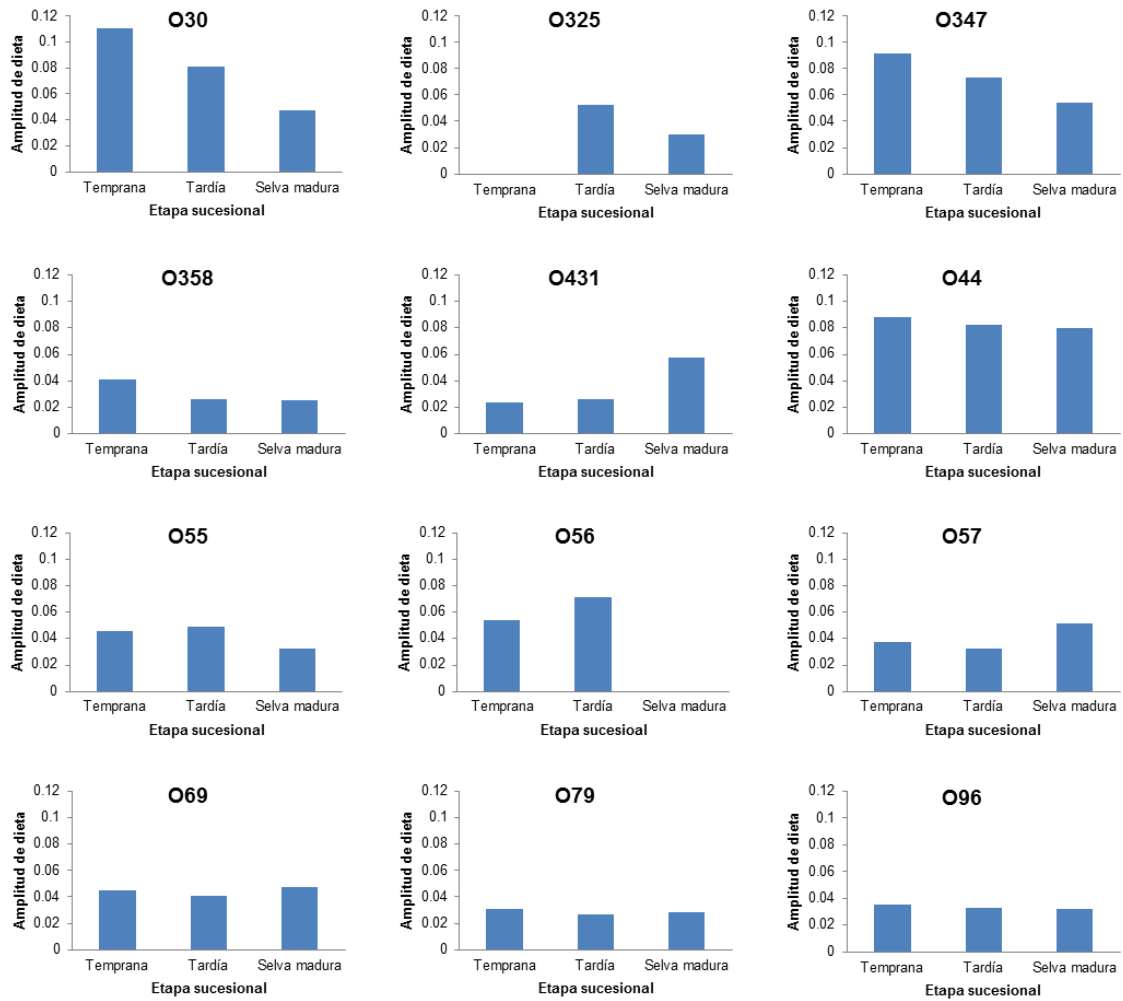 O30
Amplitud de dieta
0.12
0.1
0.08
0.06
0.04
0.02
0
Temprana Tardía Selva madura
Etapa sucesional
O325
Amplitud de dieta
0.12
0.1
0.08
0.06
0.04
0.02
0
Temprana Tardía Selva madura
Etapa sucesional
O347
Amplitud de dieta
0.12
0.1
0.08
0.06
0.04
0.02
0
Temprana Tardía Selva madura
Etapa sucesional
O358
Amplitud de dieta
0.12
0.1
0.08
0.06
0.04
0.02
0
Temprana Tardía Selva madura
Etapa sucesional
O431
Amplitud de dieta
0.12
0.1
0.08
0.06
0.04
0.02
0
Temprana Tardía Selva madura
Etapa sucesional
O44
Amplitud de dieta
0.12
0.1
0.08
0.06
0.04
0.02
0
Temprana Tardía Selva madura
Etapa sucesional
O55
Amplitud de dieta
0.12
0.1
0.08
0.06
0.04
0.02
0
Temprana Tardía Selva madura
Etapa sucesional
O56
Amplitud de dieta
0.12
0.1
0.08
0.06
0.04
0.02
0
Temprana Tardía Selva madura
Etapa sucesioal
O57
Amplitud de dieta
0.12
0.1
0.08
0.06
0.04
0.02
0
Temprana Tardía Selva madura
Etapa sucesional
O69
Amplitud de dieta
0.12
0.1
0.08
0.06
0.04
0.02
0
Temprana Tardía Selva madura
Etapa sucesional
O79
Amplitud de dieta
0.12
0.1
0.08
0.06
0.04
0.02
0
Temprana Tardía Selva madura
Etapa sucesional
O96
Amplitud de dieta
0.12
0.1
0.08
0.06
0.04
0.02
0
Temprana Tardía Selva madura
Etapa sucesional